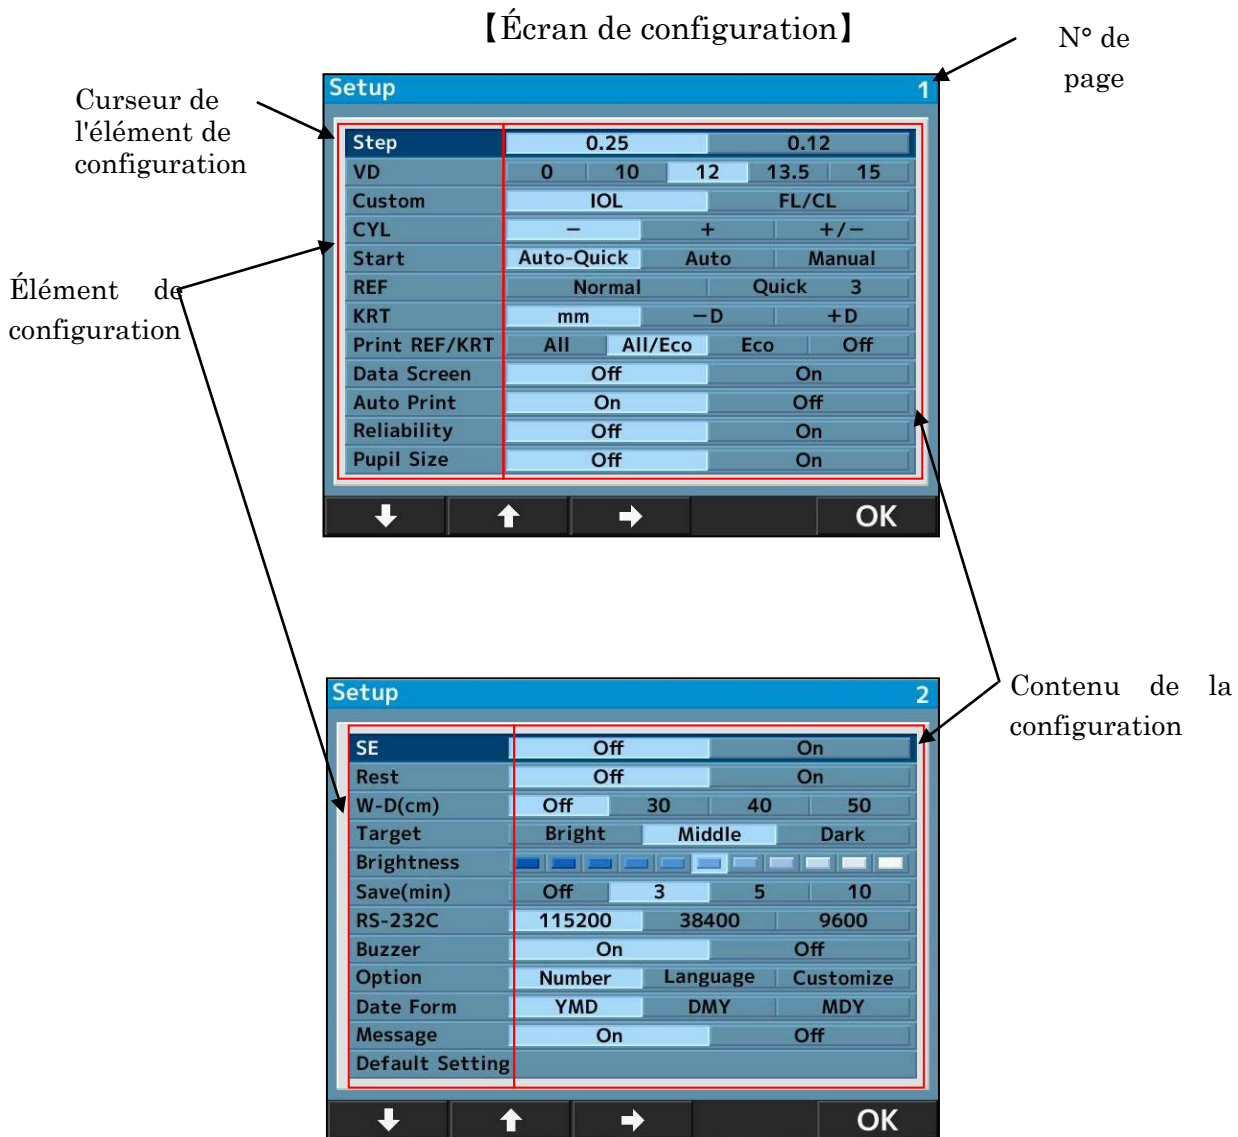 【Écran de configuration】
N° de
page
Curseur de
l'élément de
configuration
Élément de
configuration
Setup 1
Step 0.25 0.12
VD 0 10 12 13.5 15
Custom IOL FL/CL
CYL － + +/－
Start Auto-Quick Auto Manual
REF Normal Quick 3
KRT mm －D +D
Print REF/KRT All All/Eco Eco Off
Data Screen Off On
Auto Print On Off
Reliability Off On
Pupil Size Off On
OK
Contenu de la
configuration
Setup 2
SE Off On
Rest Off On
W-D(cm) Off 30 40 50
Target Bright Middle Dark
Brightness
Save(min) Off 3 5 10
RS-232C 115200 38400 9600
Buzzer On Off
Option Number Language Customize
Date Form YMD DMY MDY
Message On Off
Default Setting
OK